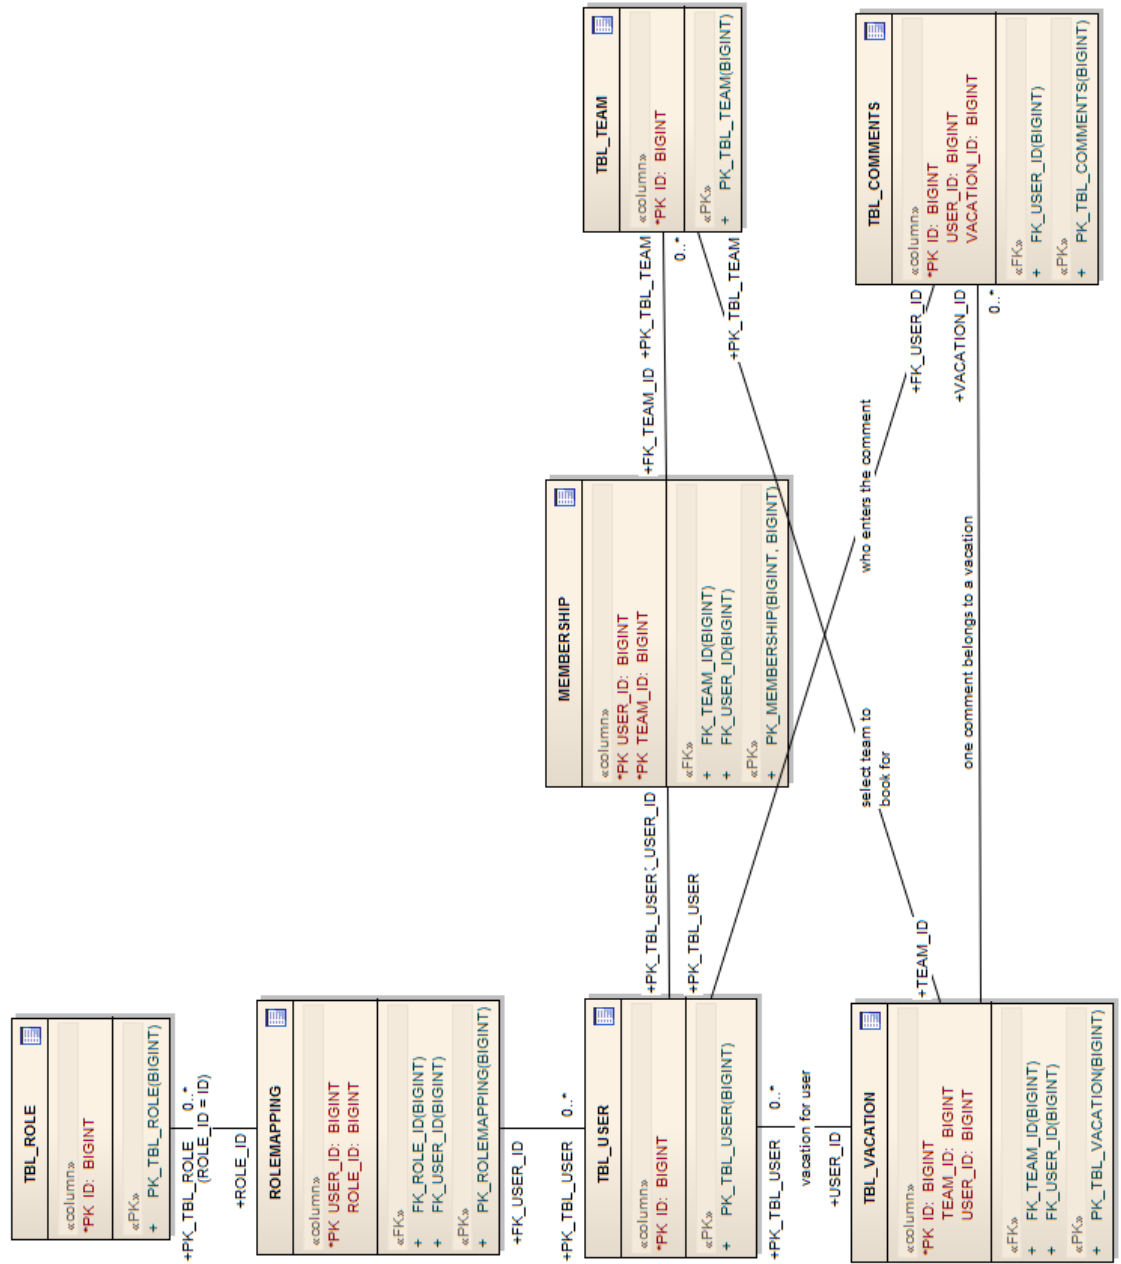 TBL_ROLE
«column»
*PK ID: BIGINT
«PK»
+ PK_TBL_ROLE(BIGINT)
+PK_TBL_ROLE 0..*
(ROLE_ID = ID)
+ROLE_ID
ROLEMAPPING
«column»
*PK USER_ID: BIGINT
ROLE_ID: BIGINT
«FK»
+ FK_ROLE_ID(BIGINT)
+ FK_USER_ID(BIGINT)
«PK»
+ PK_ROLEMAPPING(BIGINT)
+FK_USER_ID
+PK_TBL_USER 0..*
TBL_USER
«column»
*PK ID: BIGINT
«PK»
+ PK_TBL_USER(BIGINT)
+PK_TBL_USER 0..*
vacation for user
+USER_ID
TBL_VACATION
«column»
*PK ID: BIGINT
TEAM_ID: BIGINT
USER_ID: BIGINT
«FK»
+ FK_TEAM_ID(BIGINT)
+ FK_USER_ID(BIGINT)
«PK»
+ PK_TBL_VACATION(BIGINT)
+PK_TBL_USER _USER_ID
+PK_TBL_USER
+TEAM_ID
MEMBERSHIP
«column»
*PK USER_ID: BIGINT
*PK TEAM_ID: BIGINT
«FK»
+ FK_TEAM_ID(BIGINT)
+ FK_USER_ID(BIGINT)
«PK»
+ PK_MEMBERSHIP(BIGINT, BIGINT)
select team to
book for
who enters the comment
one comment belongs to a vacation
+FK_TEAM_ID +PK_TBL_TEAM
0..*
+PK_TBL_TEAM
+FK_USER_ID
+VACATION_ID
0..*
TBL_TEAM
«column»
*PK ID: BIGINT
«PK»
+ PK_TBL_TEAM(BIGINT)
TBL_COMMENTS
«column»
*PK ID: BIGINT
USER_ID: BIGINT
VACATION_ID: BIGINT
«FK»
+ FK_USER_ID(BIGINT)
«PK»
+ PK_TBL_COMMENTS(BIGINT)